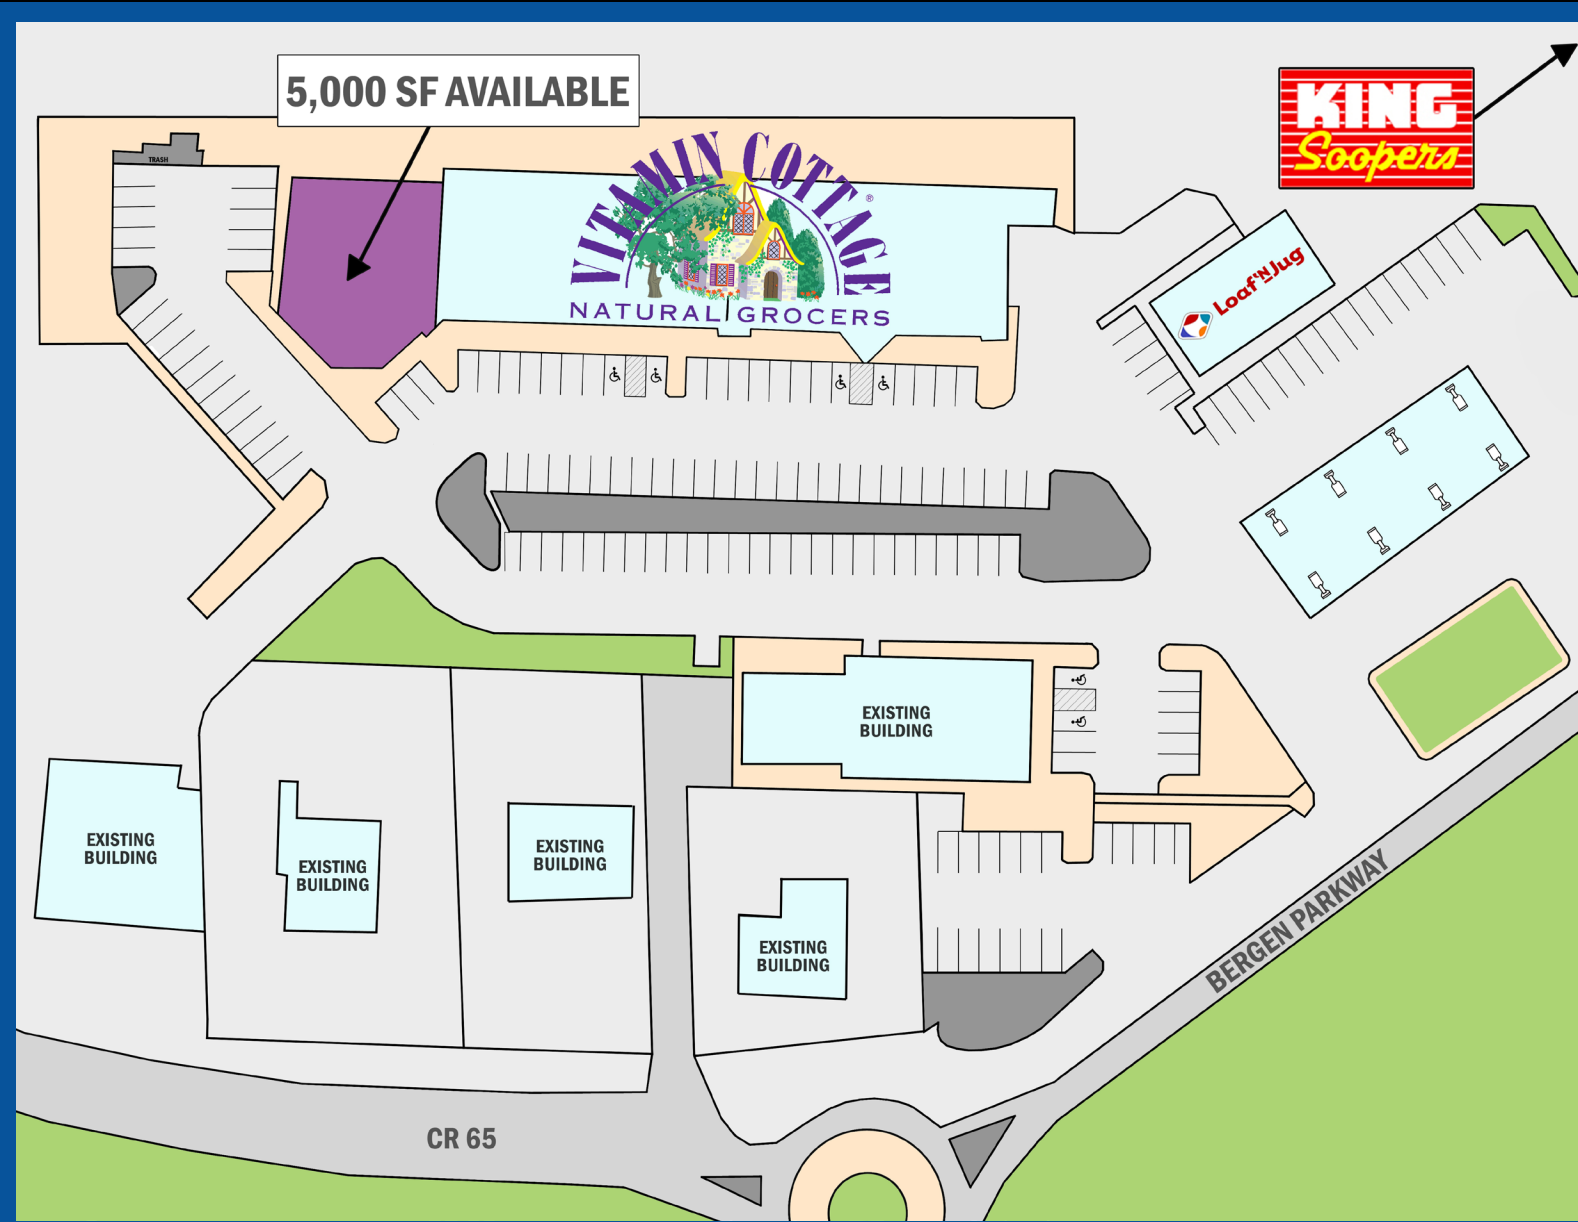 5,000 SF AVAILABLE
KING
Soopers
TRASH
VITAMIN COTTAGE
®
NATURAL GROCERS
Loaf'NJug
EXISTING
BUILDING
EXISTING
BUILDING
EXISTING
BUILDING
EXISTING
BUILDING
EXISTING
BUILDING
BERGEN PARKWAY
CR 65